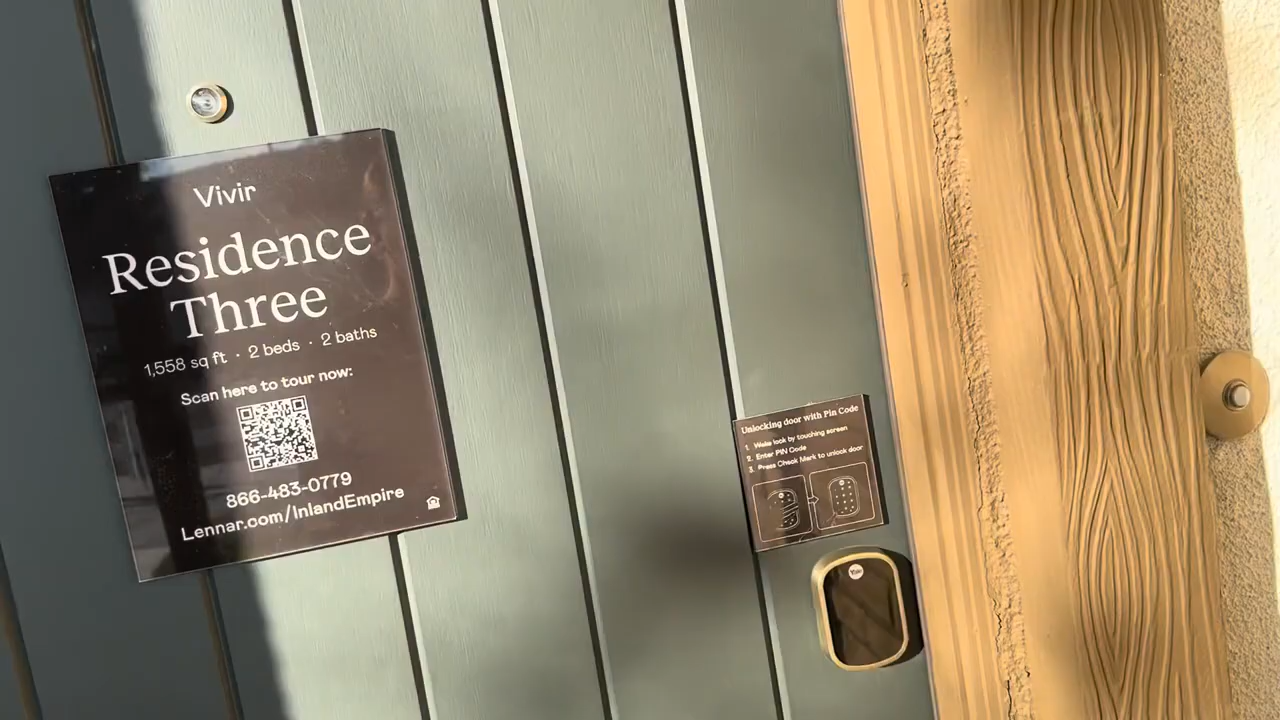 Vivir
Residence
Three
1,558 sq ft · 2 beds · 2 baths
Scan here to tour now:
866-483-0779
Lennar.com/InlandEmpire
Unlocking door with Pin Code
1. Wake lock by touching screen
2. Enter PIN Code
3. Press Check Mark to unlock door
Yale